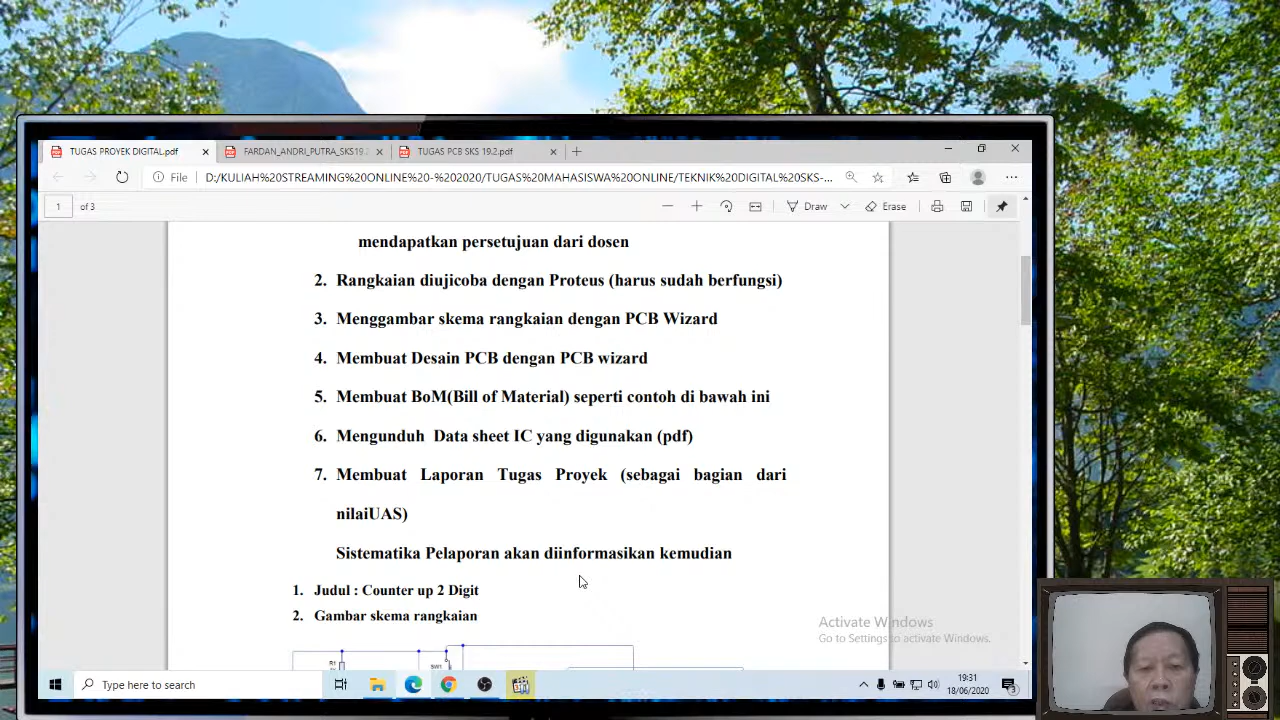 TUGAS PROYEK DIGITAL.pdf
FARDAN_ANDRI_PUTRA_SKS19.2
TUGAS PCB SKS 19.2.pdf
File
D:/KULIAH%20STREAMING%20ONLINE%20-%202020/TUGAS%20MAHASISWA%20ONLINE/TEKNIK%20DIGITAL%20SKS-...
1 of 3
Draw
Erase
mendapatkan persetujuan dari dosen
2. Rangkaian diujicoba dengan Proteus (harus sudah berfungsi)
3. Menggambar skema rangkaian dengan PCB Wizard
4. Membuat Desain PCB dengan PCB wizard
5. Membuat BoM(Bill of Material) seperti contoh di bawah ini
6. Mengunduh Data sheet IC yang digunakan (pdf)
7. Membuat Laporan Tugas Proyek (sebagai bagian dari
nilaiUAS)
Sistematika Pelaporan akan diinformasikan kemudian
1. Judul : Counter up 2 Digit
2. Gambar skema rangkaian
R1
SW1
Activate Windows
Go to Settings to activate Windows.
Type here to search
19:31
18/06/2020
3